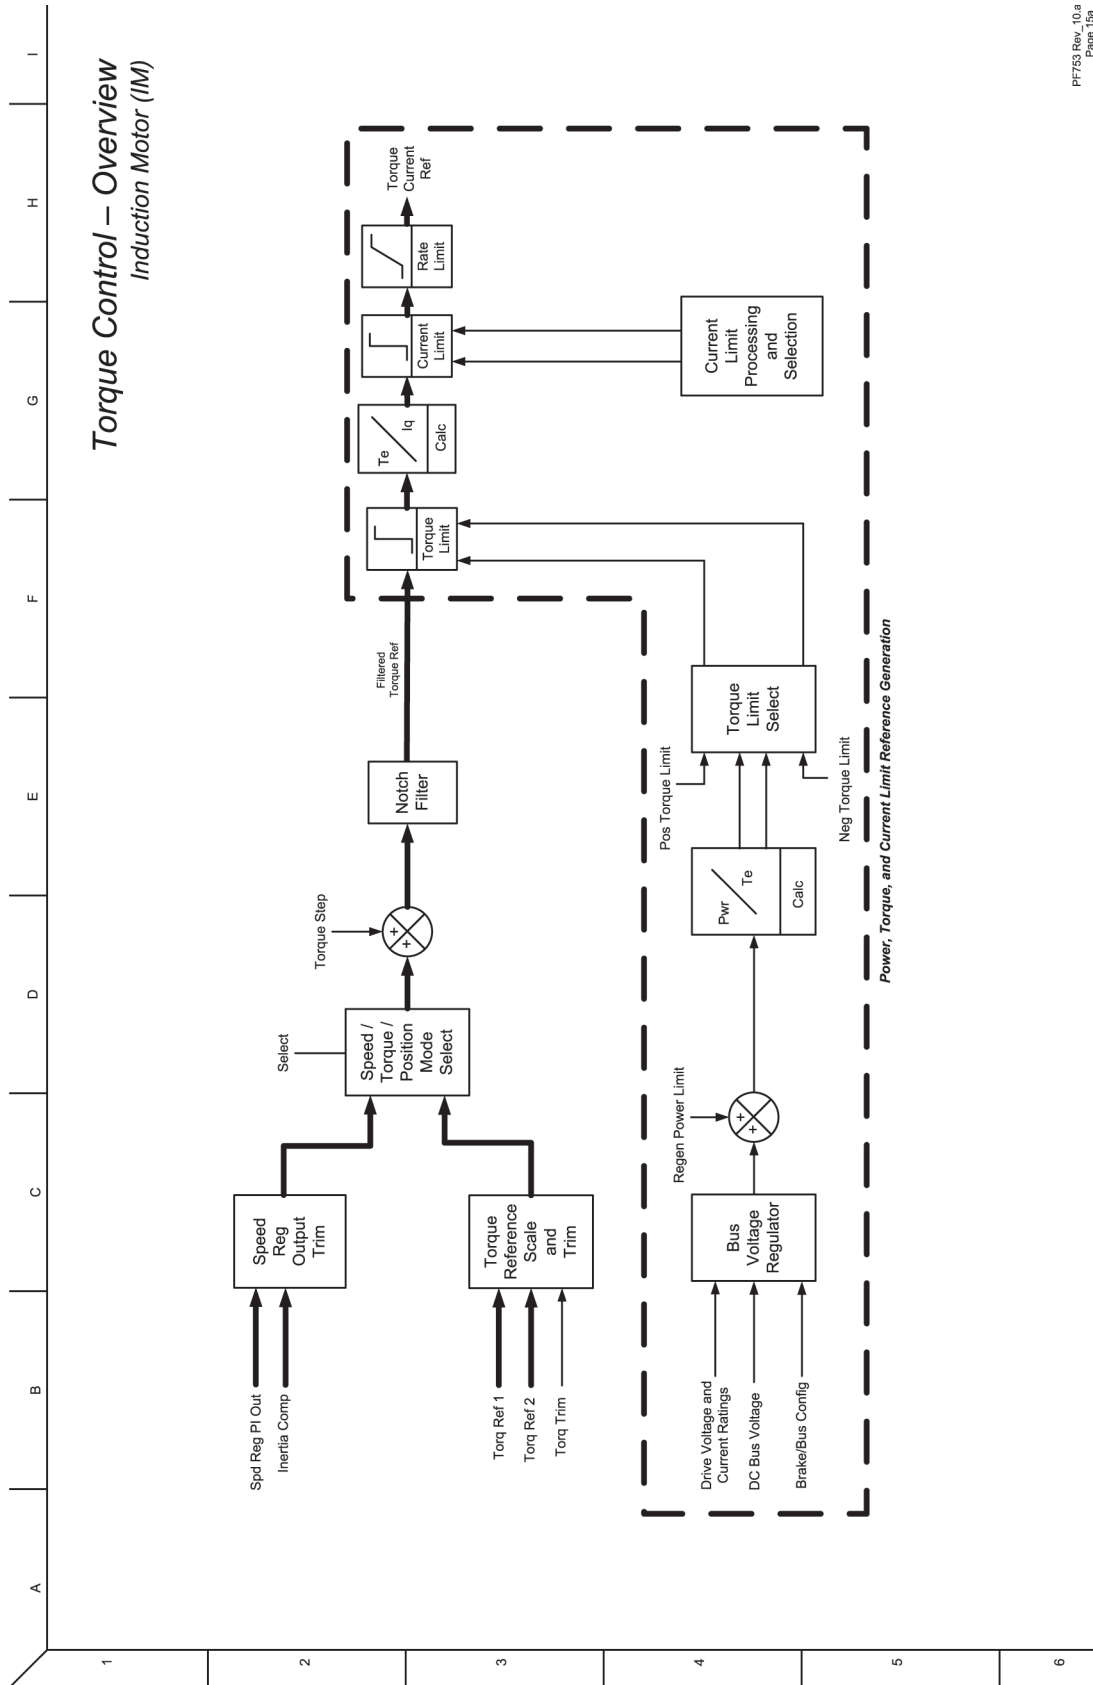 A
B
C
D
E
F
G
H
I
1
2
3
4
5
6
Torque Control – Overview
Induction Motor (IM)
Spd Reg PI Out
Inertia Comp
Speed
Reg
Output
Trim
Torq Ref 1
Torq Ref 2
Torq Trim
Torque
Reference
Scale
and
Trim
Select
Speed /
Torque /
Position
Mode
Select
Torque Step
+
+
Notch
Filter
Filtered
Torque Ref
Torque
Limit
Te
Iq
Calc
Current
Limit
Rate
Limit
Torque
Current
Ref
Drive Voltage and
Current Ratings
DC Bus Voltage
Brake/Bus Config
Bus
Voltage
Regulator
Regen Power Limit
+
+
Pwr
Te
Calc
Pos Torque Limit
Neg Torque Limit
Torque
Limit
Select
Current
Limit
Processing
and
Selection
Power, Torque, and Current Limit Reference Generation
PF753 Rev_10.a
Page 15a